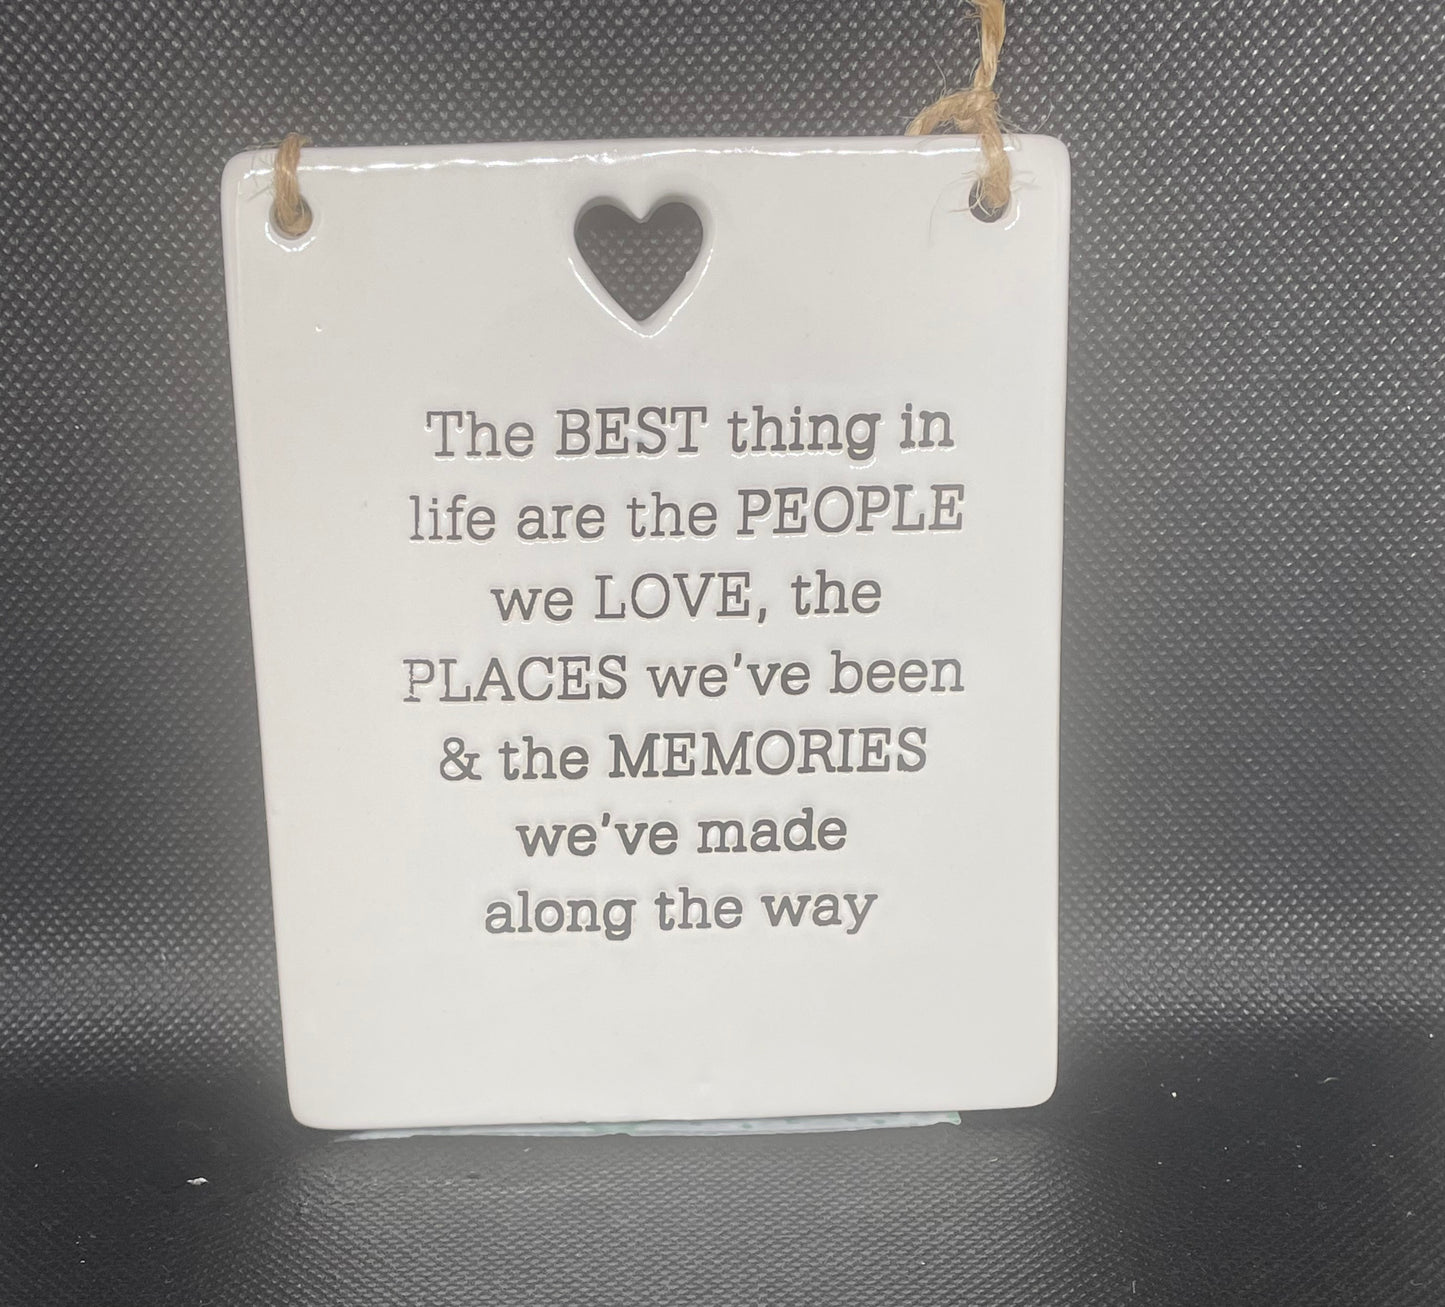 The BEST thing in
life are the PEOPLE
we LOVE, the
PLACES we've been
& the MEMORIES
we've made
along the way